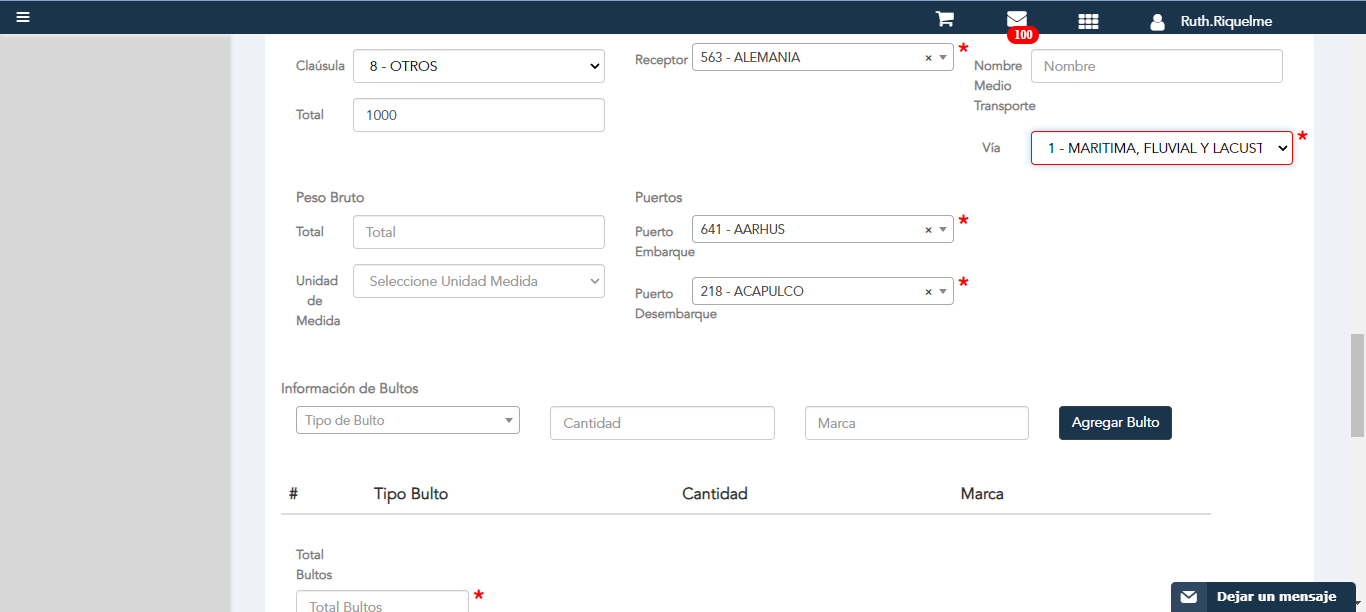 100
Ruth.Riquelme
Claúsula
8 - OTROS
Receptor
563 - ALEMANIA
×
*
Nombre
Medio
Transporte
Nombre
Total
1000
Vía
1 - MARITIMA, FLUVIAL Y LACUST
*
Peso Bruto
Puertos
Total
Total
Puerto
Embarque
641 - AARHUS
×
*
Unidad
de
Medida
Seleccione Unidad Medida
Puerto
Desembarque
218 - ACAPULCO
×
*
Información de Bultos
Tipo de Bulto
Cantidad
Marca
Agregar Bulto
# Tipo Bulto Cantidad Marca
Total
Bultos
*
Total Bultos
Dejar un mensaje